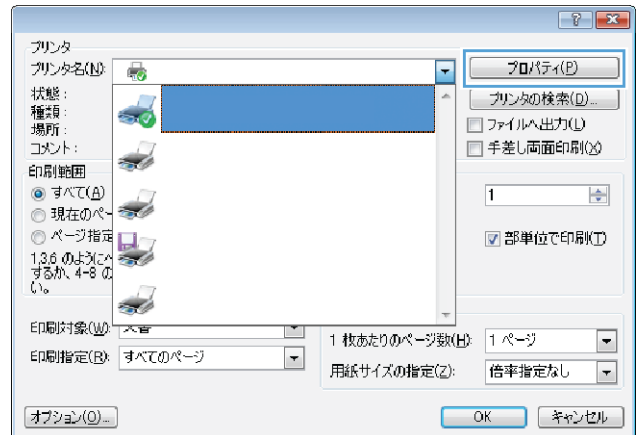 プリンタ
プリンタ名(N):
プロパティ(P)
状態:
プリンタの検索(D)...
種類:
場所:
ファイルへ出力(L)
コメント:
手差し両面印刷(X)
印刷範囲
すべて(A)
1
現在のペー
ページ指定
部単位で印刷(T)
1,3,6 のように
するか、4-8 の
い。
印刷対象(W):
1 枚あたりのページ数(H):
1 ページ
印刷指定(R):
すべてのページ
用紙サイズの指定(Z):
倍率指定なし
オプション(O)...
OK
キャンセル